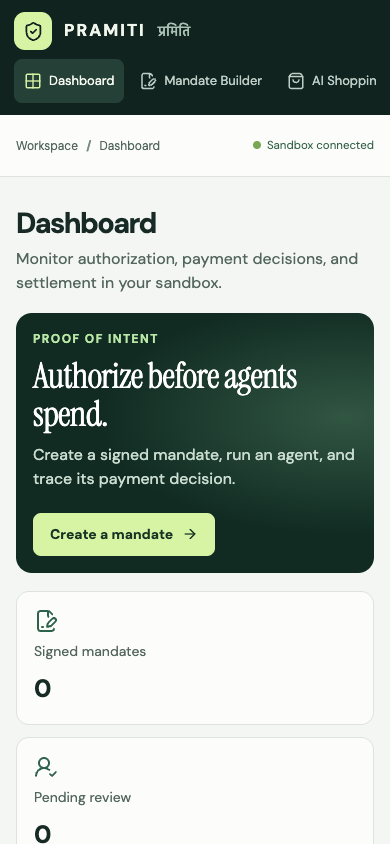 PRAMITI प्रमिति
Dashboard Mandate Builder AI Shoppin
Workspace / Dashboard Sandbox connected
Dashboard
Monitor authorization, payment decisions, and
settlement in your sandbox.
PROOF OF INTENT
Authorize before agents
spend.
Create a signed mandate, run an agent, and
trace its payment decision.
Create a mandate →
Signed mandates
0
Pending review
0